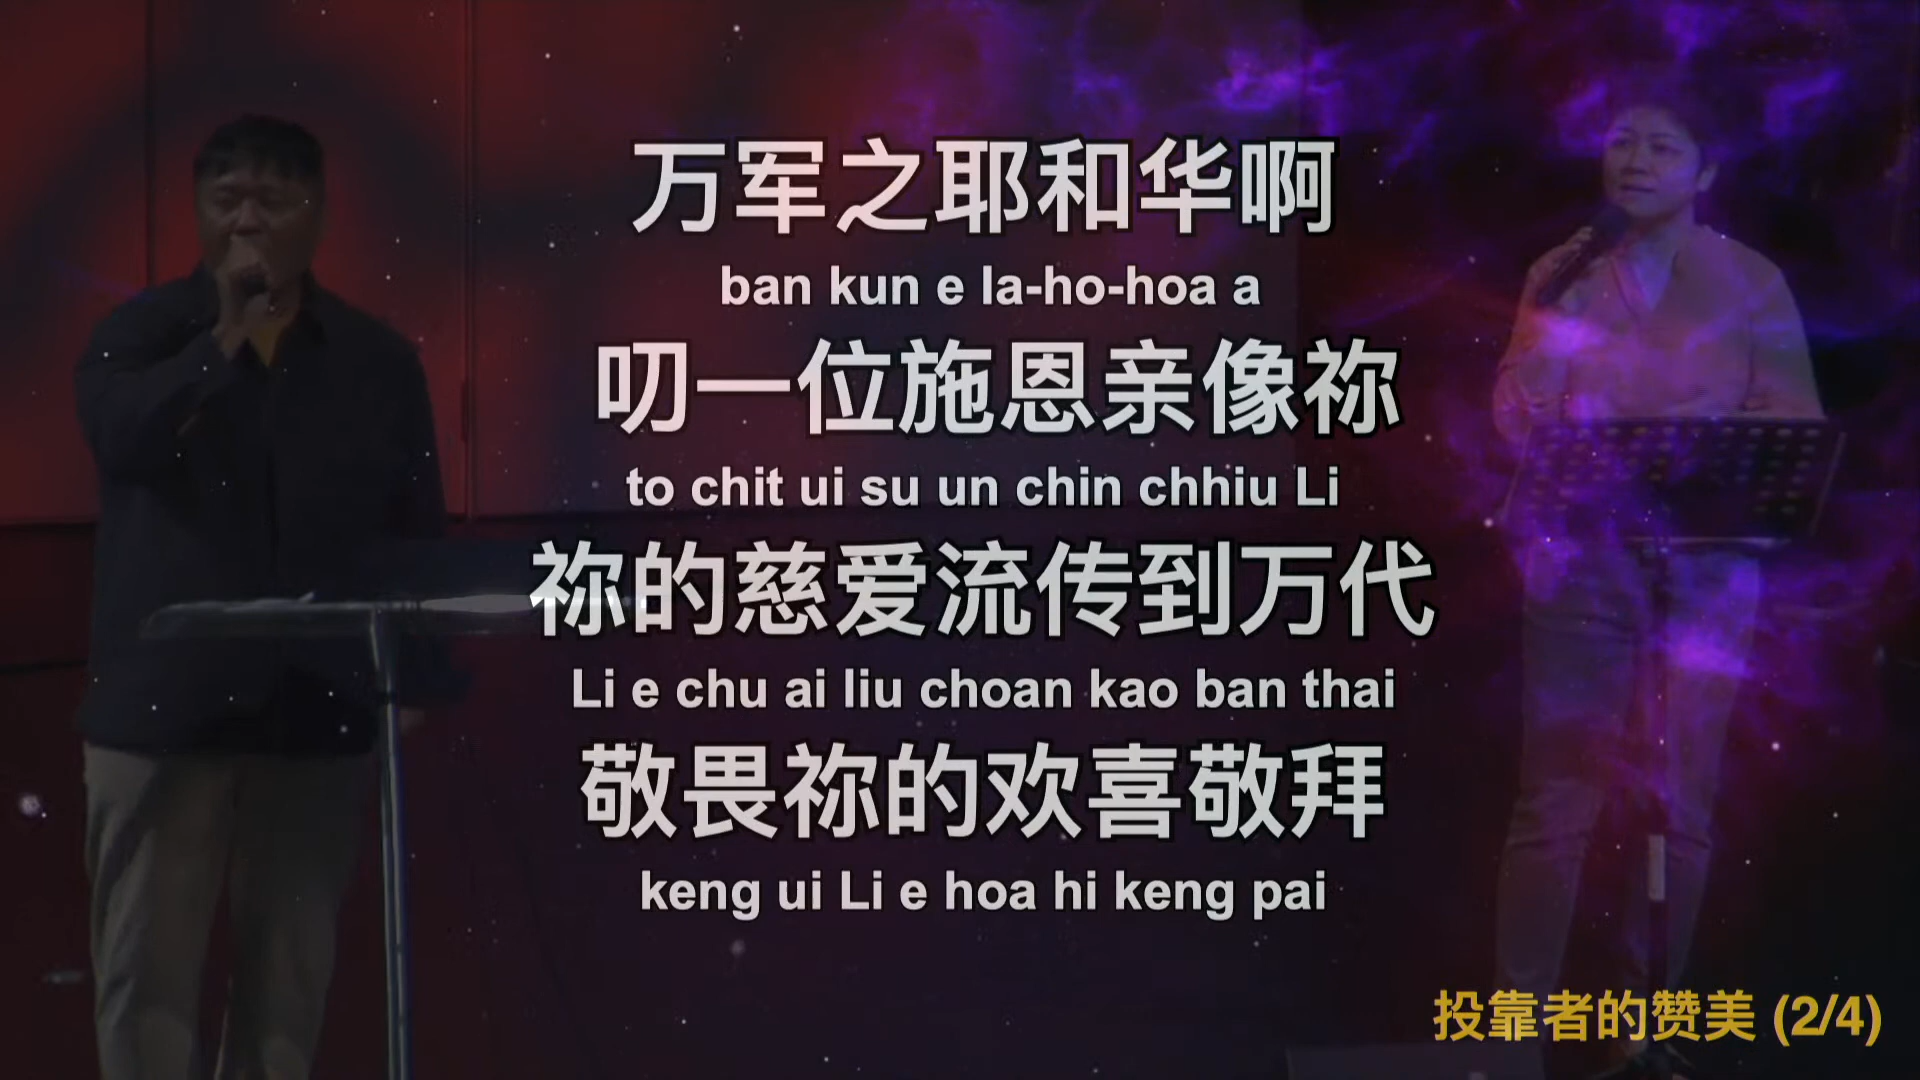 万军之耶和华啊
ban kun e Ia-ho-hoa a
叨一位施恩亲像祢
to chit ui su un chin chhiu Li
祢的慈爱流传到万代
Li e chu ai liu choan kao ban thai
敬畏祢的欢喜敬拜
keng ui Li e hoa hi keng pai
投靠者的赞美 (2/4)